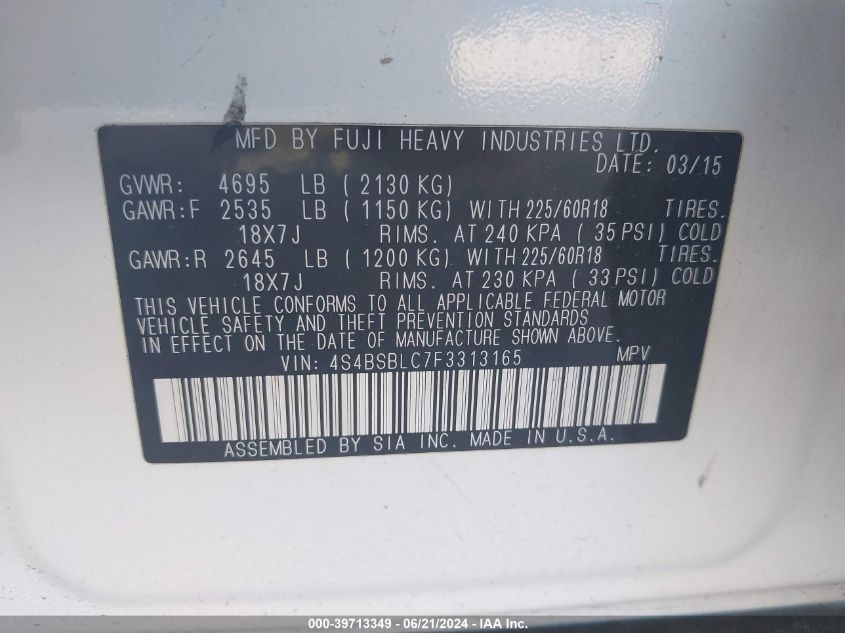 MFD BY FUJI HEAVY INDUSTRIES LTD.
DATE: 03/15
GVWR: 4695 LB ( 2130 KG)
GAWR:F 2535 LB ( 1150 KG) WITH 225/60R18 TIRES.
18X7J RIMS. AT 240 KPA ( 35 PSI) COLD
GAWR:R 2645 LB ( 1200 KG) WITH 225/60R18 TIRES.
18X7J RIMS. AT 230 KPA ( 33 PSI) COLD
THIS VEHICLE CONFORMS TO ALL APPLICABLE FEDERAL MOTOR
VEHICLE SAFETY AND THEFT PREVENTION STANDARDS
IN EFFECT ON THE DATE OF MANUFACTURE SHOWN ABOVE.
VIN: 4S4BSBLC7F3313165 MPV
ASSEMBLED BY SIA INC. MADE IN U.S.A.
000-39713349 - 06/21/2024 - IAA Inc.